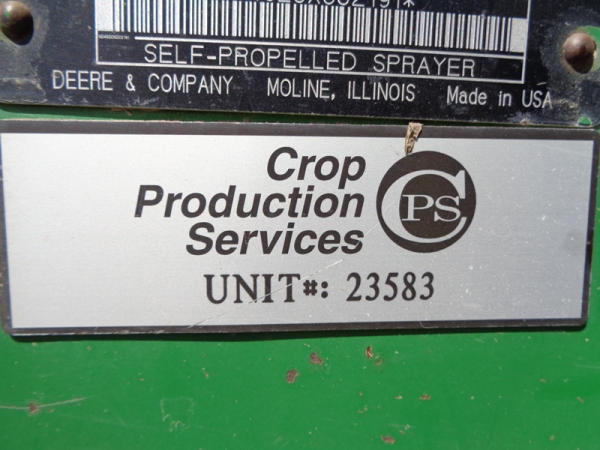 SELF-PROPELLED SPRAYER
DEERE & COMPANY MOLINE, ILLINOIS Made in USA
Crop
Production
Services
CPS
UNIT#: 23583